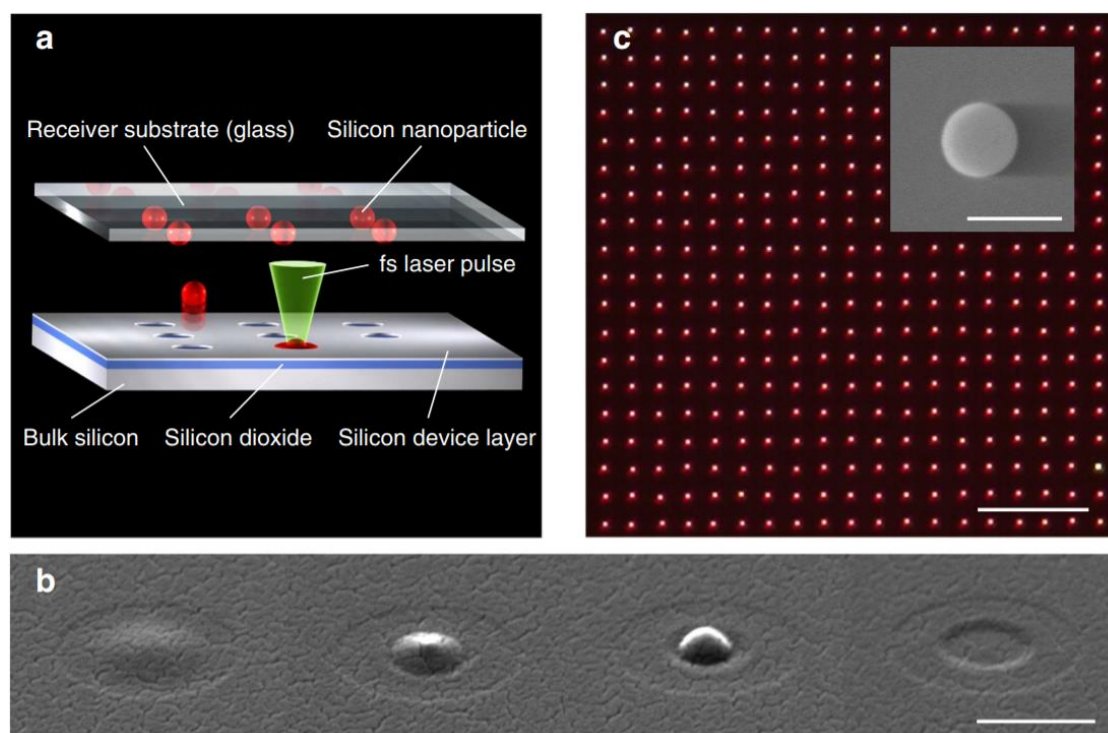 a
Receiver substrate (glass) Silicon nanoparticle
fs laser pulse
Bulk silicon Silicon dioxide Silicon device layer
c
b